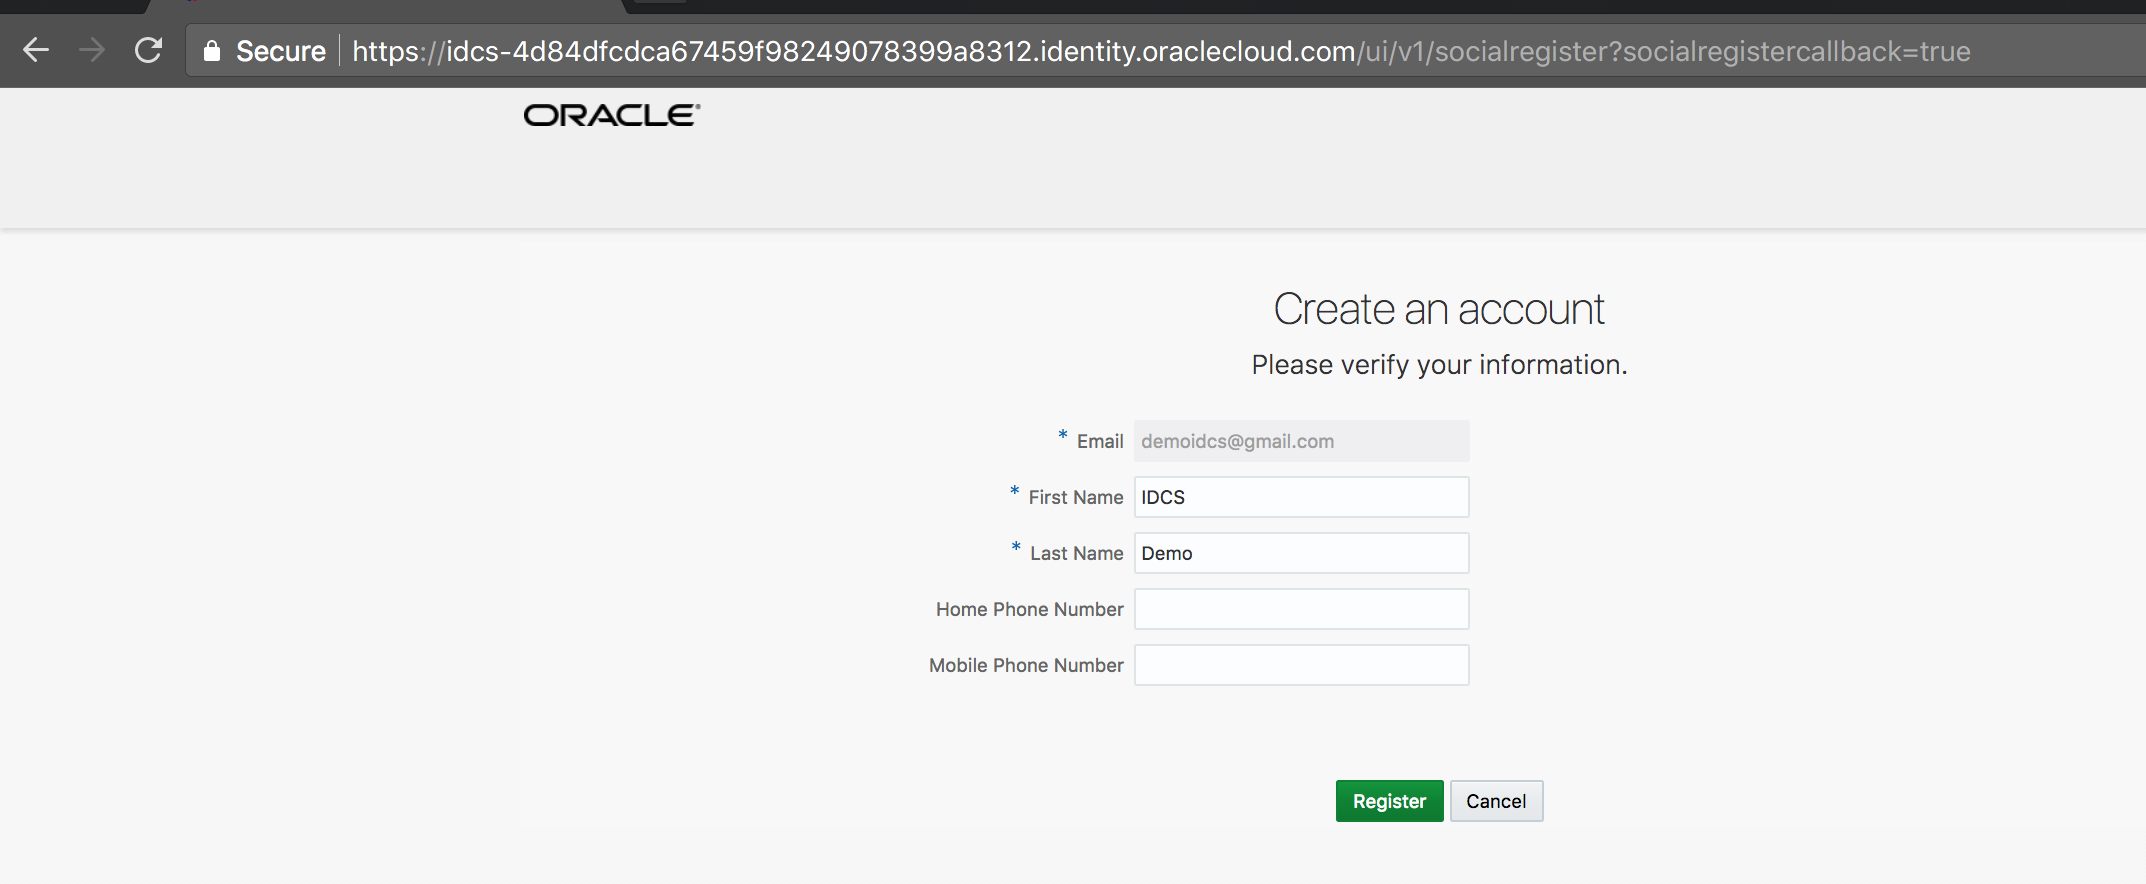 Secure https://idcs-4d84dfcdca67459f98249078399a8312.identity.oraclecloud.com/ui/v1/socialregister?socialregistercallback=true
ORACLE
Create an account
Please verify your information.
* Email demoidcs@gmail.com
* First Name IDCS
* Last Name Demo
Home Phone Number
Mobile Phone Number
Register Cancel